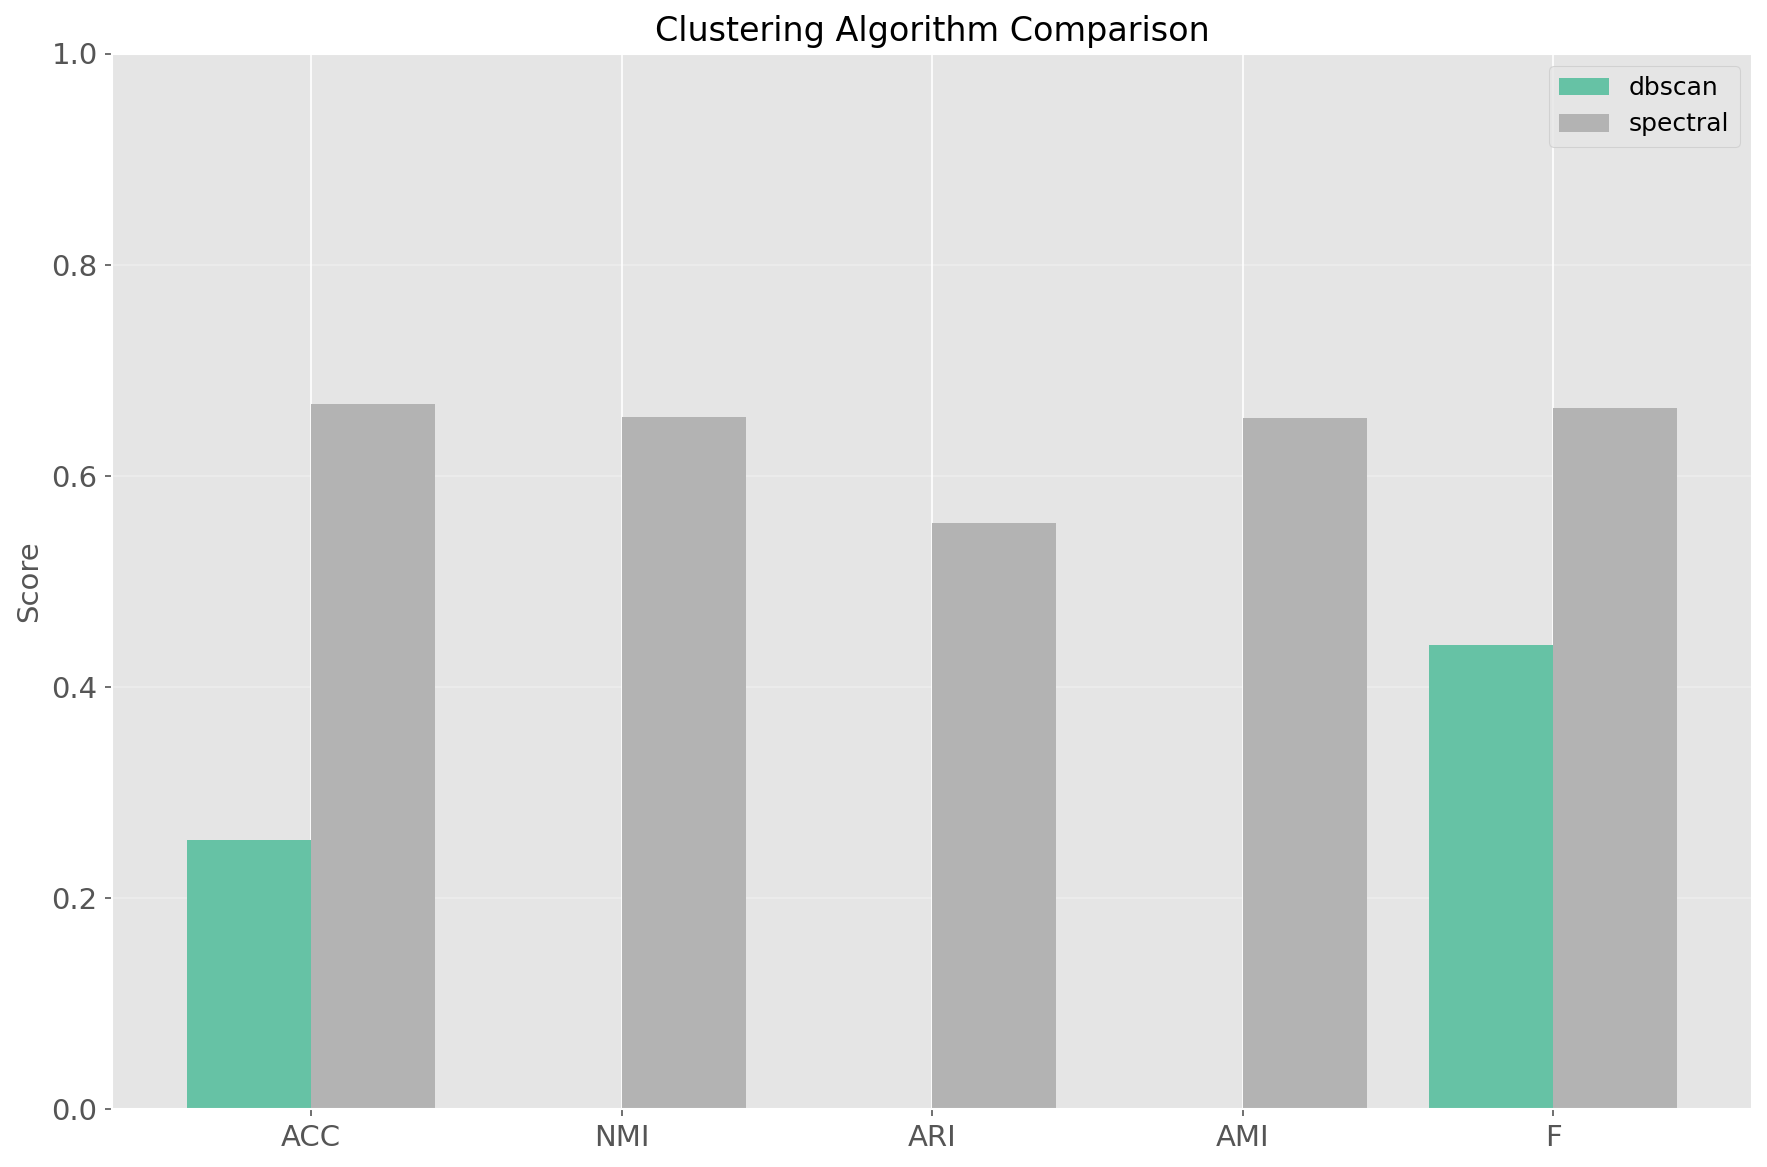 Clustering Algorithm Comparison
1.0
dbscan
spectral
0.8
0.6
Score
0.4
0.2
0.0
ACC NMI ARI AMI F